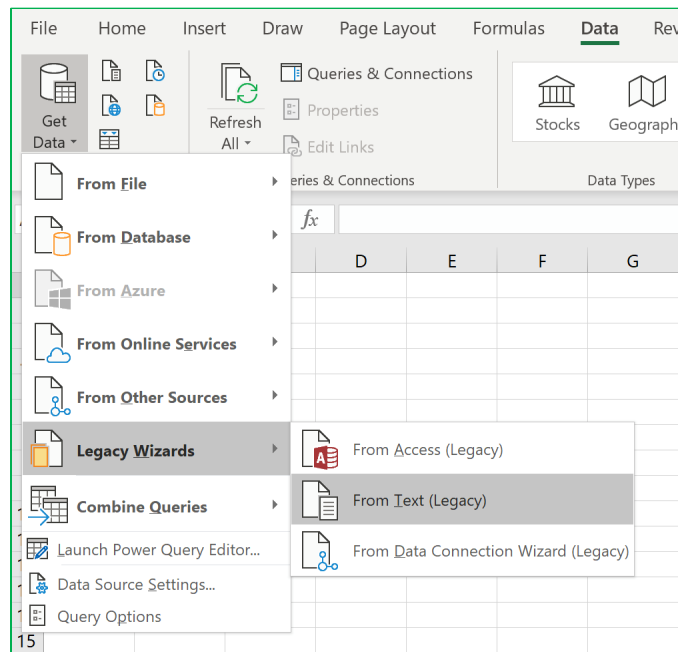 File Home Insert Draw Page Layout Formulas Data Rev
Get Data
Refresh All
Queries & Connections
Properties
Edit Links
eries & Connections
Stocks
Geograph
Data Types
From File
From Database
From Azure
From Online Services
From Other Sources
Legacy Wizards
Combine Queries
Launch Power Query Editor...
Data Source Settings...
Query Options
fx
D E F G
From Access (Legacy)
From Text (Legacy)
From Data Connection Wizard (Legacy)
15